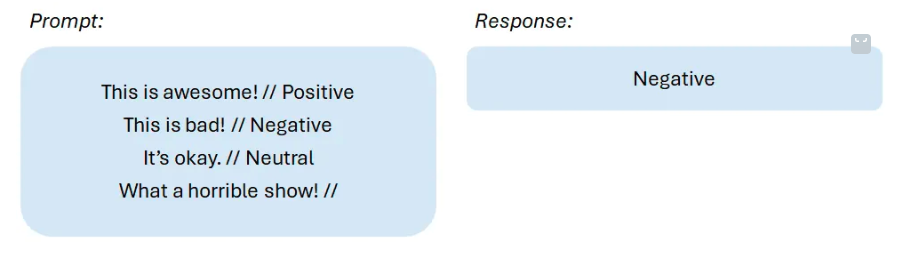 Prompt:
This is awesome! // Positive
This is bad! // Negative
It’s okay. // Neutral
What a horrible show! //
Response:
Negative